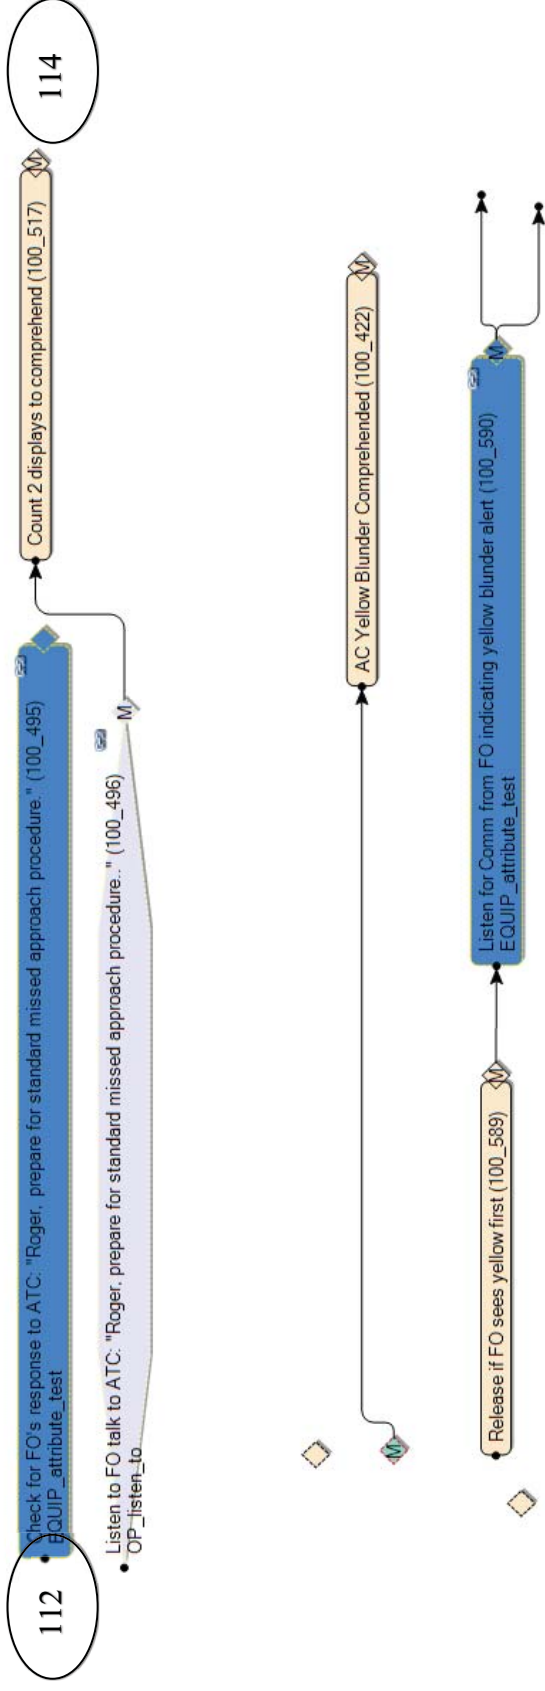 112
Check for FO's response to ATC: "Roger, prepare for standard missed approach procedure." (100_495)
EQUIP_attribute_test
Listen to FO talk to ATC: "Roger, prepare for standard missed approach procedure.." (100_496)
OP_listen_to
M
Count 2 displays to comprehend (100_517)
M
114
M
AC Yellow Blunder Comprehended (100_422)
M
Release if FO sees yellow first (100_589)
M
Listen for Comm from FO indicating yellow blunder alert (100_590)
EQUIP_attribute_test
M